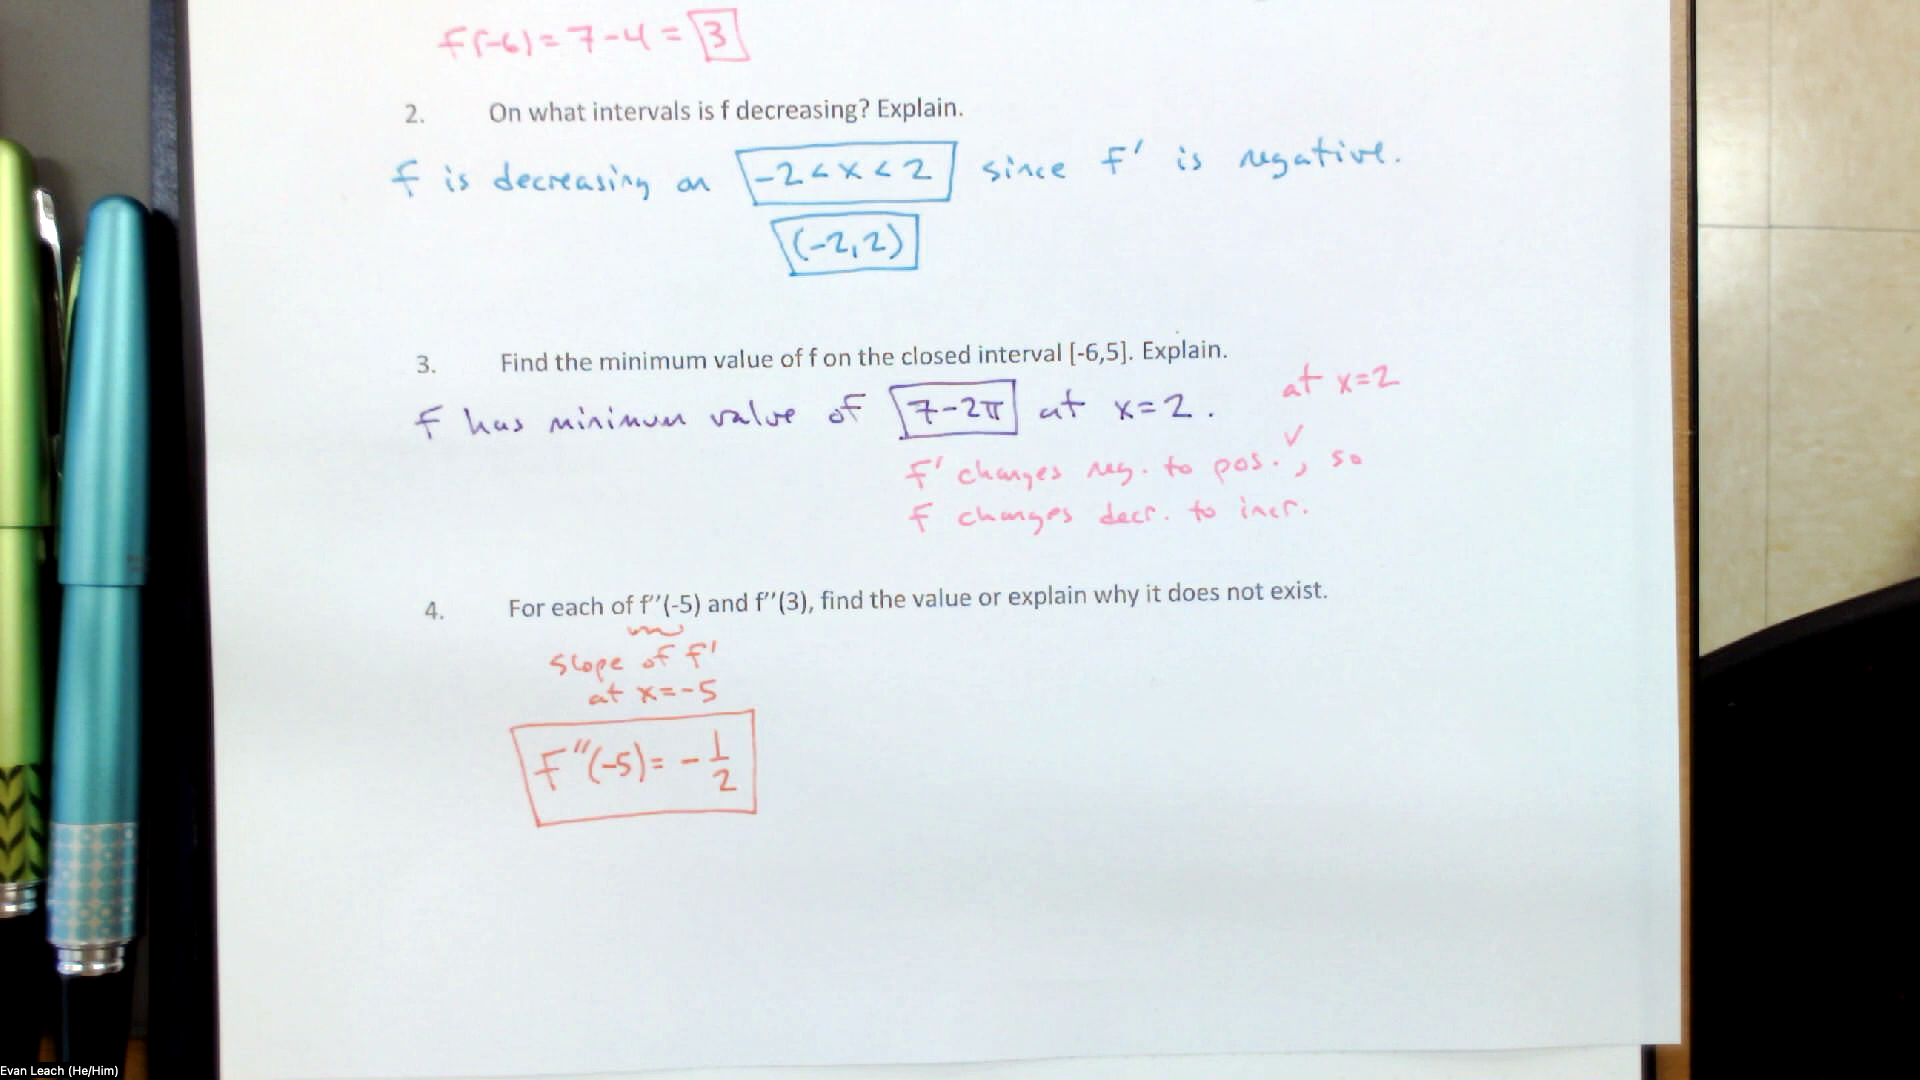 f(-6) = 7 - 4 = 3
2. On what intervals is f decreasing? Explain.
f is decreasing on -2 < x < 2 since f' is negative.
(-2,2)
3. Find the minimum value of f on the closed interval [-6,5]. Explain.
at x=2
f has minimum value of 7-2π at x=2.
f' changes neg. to pos. ✓, so
f changes decr. to incr.
4. For each of f''(-5) and f''(3), find the value or explain why it does not exist.
slope of f'
at x=-5
f"(-5) = - 1/2
Evan Leach (He/Him)